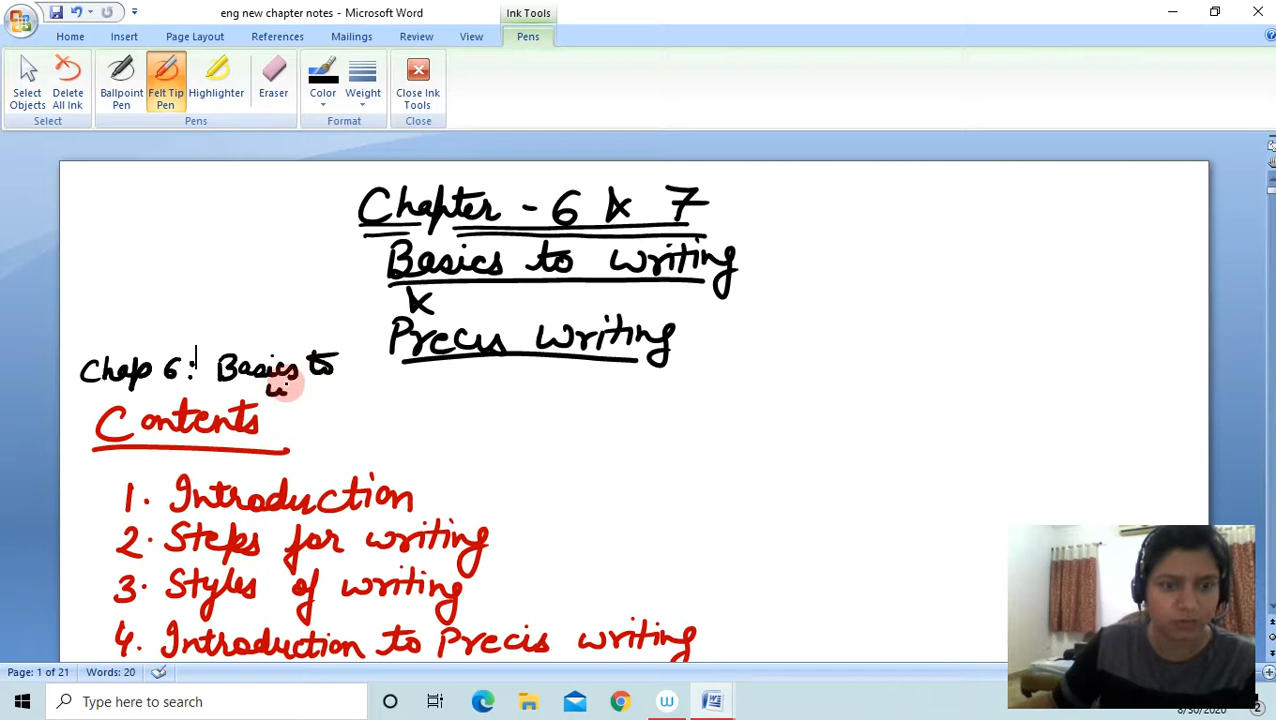 eng new chapter notes - Microsoft Word
Ink Tools
Home
Insert
Page Layout
References
Mailings
Review
View
Pens
Select Objects
Delete All Ink
Ballpoint Pen
Felt Tip Pen
Highlighter
Eraser
Color
Weight
Close Ink Tools
Select
Pens
Format
Close
Chapter - 6 & 7
Basics to writing
&
Precis Writing
Chap 6: Basics to
Contents
1. Introduction
2. Steps for writing
3. Styles of writing
4. Introduction to Precis writing
Page: 1 of 21
Words: 20
Type here to search
8/30/2020
2